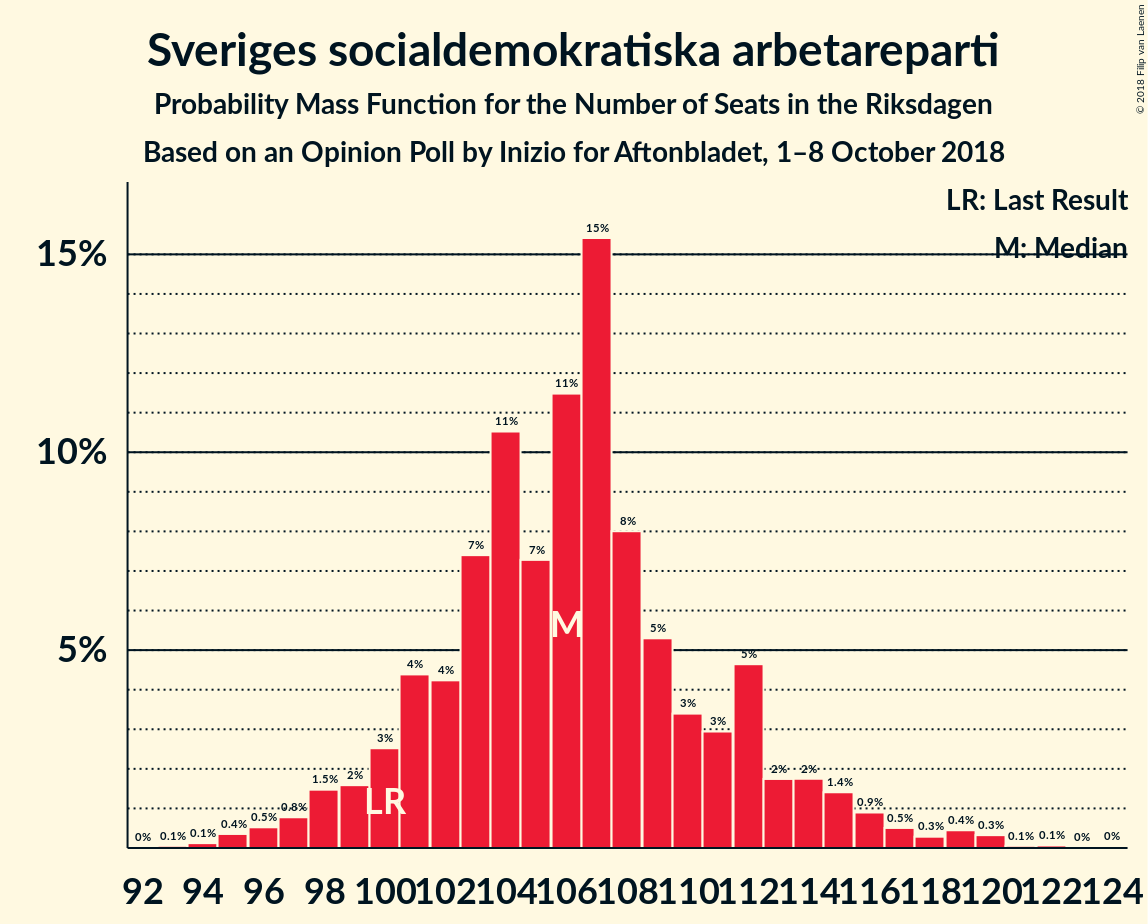 Sveriges socialdemokratiska arbetareparti
Probability Mass Function for the Number of Seats in the Riksdagen
Based on an Opinion Poll by Inizio for Aftonbladet, 1–8 October 2018
© 2018 Filip van Laenen
LR: Last Result
M: Median
15%
10%
5%
0% 0.1% 0.1% 0.4% 0.5% 0.8% 1.5% 2% 3% 4% 4% 7% 11% 7% 11% 15% 8% 5% 3% 3% 5% 2% 2% 1.4% 0.9% 0.5% 0.3% 0.4% 0.3% 0.1% 0.1% 0% 0%
M
LR
92 94 96 98 100 102 104 106 108 110 112 114 116 118 120 122 124